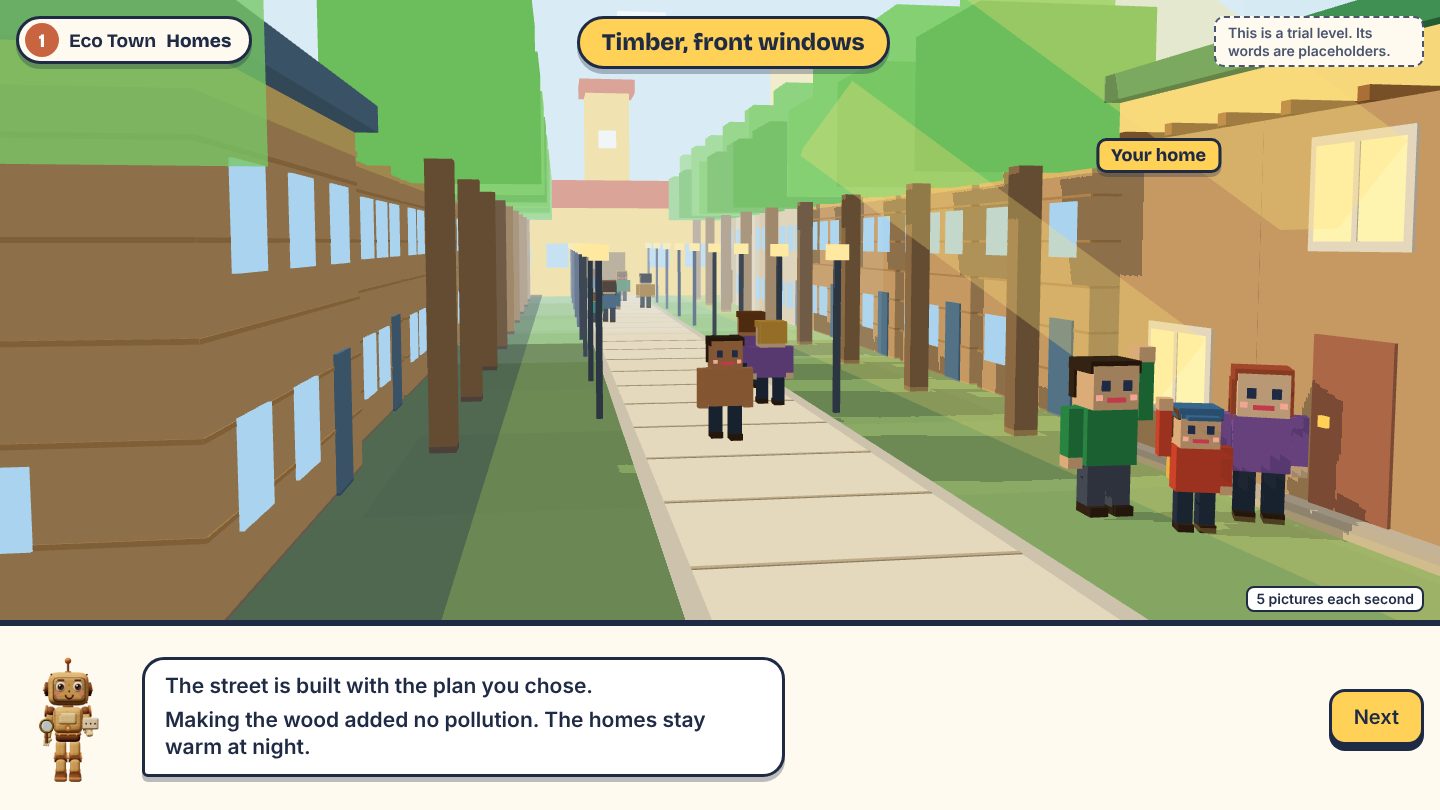 1 Eco Town Homes
Timber, front windows
This is a trial level. Its
words are placeholders.
Your home
5 pictures each second
The street is built with the plan you chose.
Making the wood added no pollution. The homes stay
warm at night.
Next